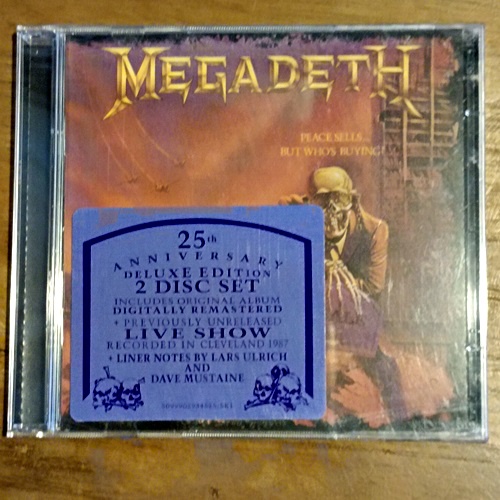 MEGADETH
PEACE SELLS...
BUT WHO'S BUYING?
25th
ANNIVERSARY
DELUXE EDITION
2 DISC SET
INCLUDES ORIGINAL ALBUM
DIGITALLY REMASTERED
+ PREVIOUSLY UNRELEASED
LIVE SHOW
RECORDED IN CLEVELAND 1987
+ LINER NOTES BY LARS ULRICH
AND
DAVE MUSTAINE